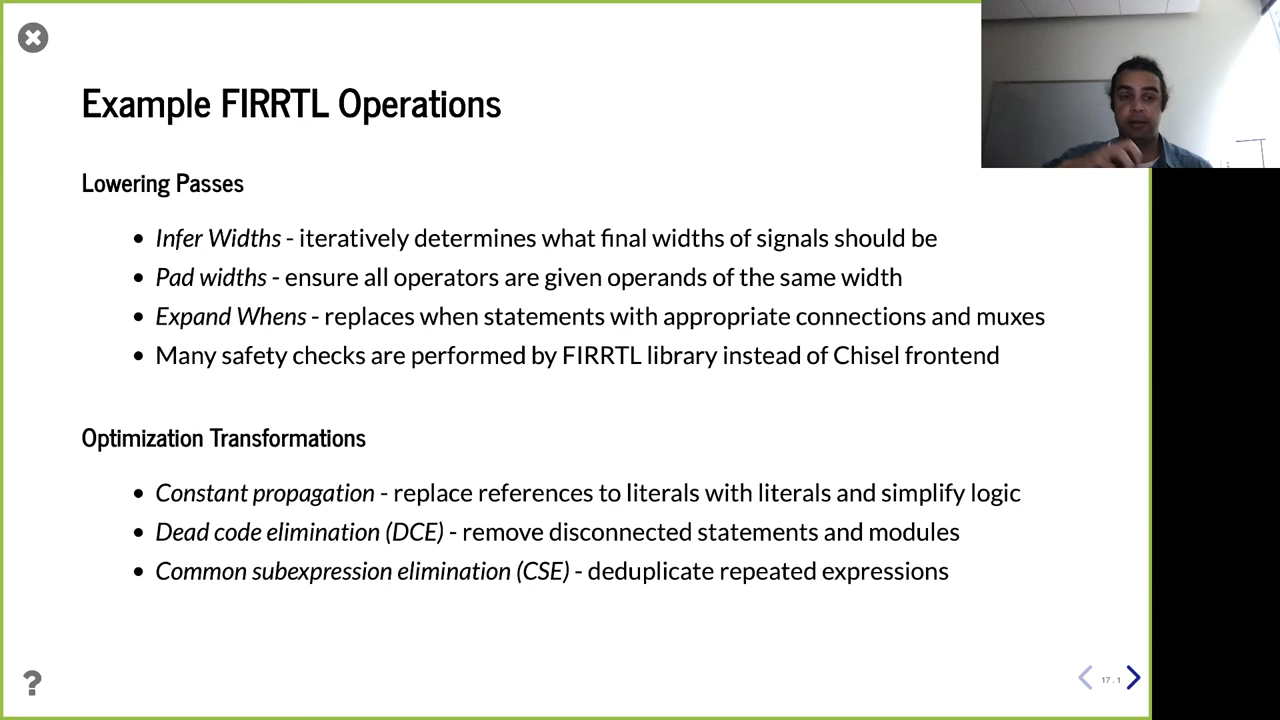 Example FIRRTL Operations
Lowering Passes
• Infer Widths - iteratively determines what final widths of signals should be
• Pad widths - ensure all operators are given operands of the same width
• Expand Whens - replaces when statements with appropriate connections and muxes
• Many safety checks are performed by FIRRTL library instead of Chisel frontend
Optimization Transformations
• Constant propagation - replace references to literals with literals and simplify logic
• Dead code elimination (DCE) - remove disconnected statements and modules
• Common subexpression elimination (CSE) - deduplicate repeated expressions
?
17 . 1